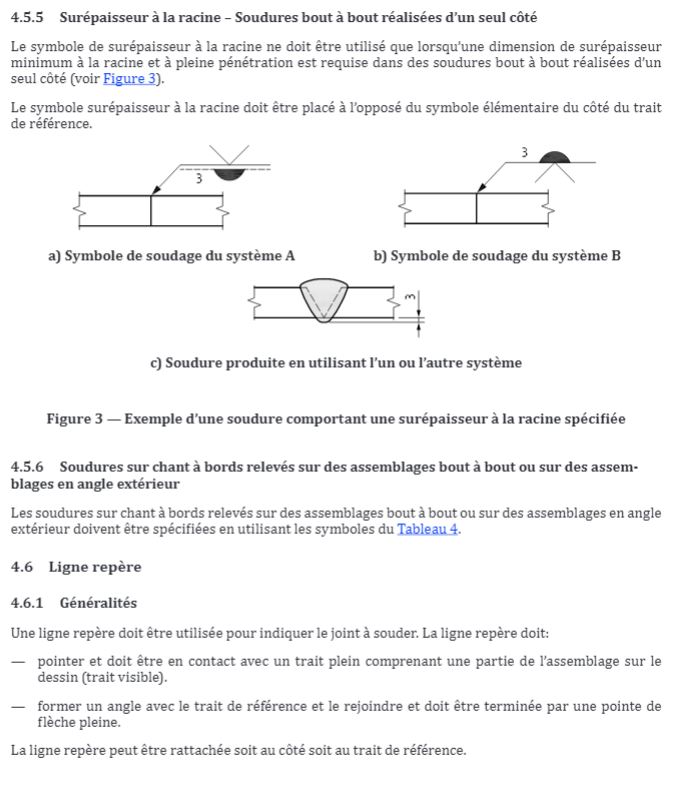 4.5.5 Surépaisseur à la racine – Soudures bout à bout réalisées d'un seul côté
Le symbole de surépaisseur à la racine ne doit être utilisé que lorsqu'une dimension de surépaisseur
minimum à la racine et à pleine pénétration est requise dans des soudures bout à bout réalisées d'un
seul côté (voir Figure 3).
Le symbole surépaisseur à la racine doit être placé à l'opposé du symbole élémentaire du côté du trait
de référence.
3
3
a) Symbole de soudage du système A
b) Symbole de soudage du système B
3
c) Soudure produite en utilisant l'un ou l'autre système
Figure 3 — Exemple d'une soudure comportant une surépaisseur à la racine spécifiée
4.5.6 Soudures sur chant à bords relevés sur des assemblages bout à bout ou sur des assem-
blages en angle extérieur
Les soudures sur chant à bords relevés sur des assemblages bout à bout ou sur des assemblages en angle
extérieur doivent être spécifiées en utilisant les symboles du Tableau 4.
4.6 Ligne repère
4.6.1 Généralités
Une ligne repère doit être utilisée pour indiquer le joint à souder. La ligne repère doit:
— pointer et doit être en contact avec un trait plein comprenant une partie de l'assemblage sur le
dessin (trait visible).
— former un angle avec le trait de référence et le rejoindre et doit être terminée par une pointe de
flèche pleine.
La ligne repère peut être rattachée soit au côté soit au trait de référence.